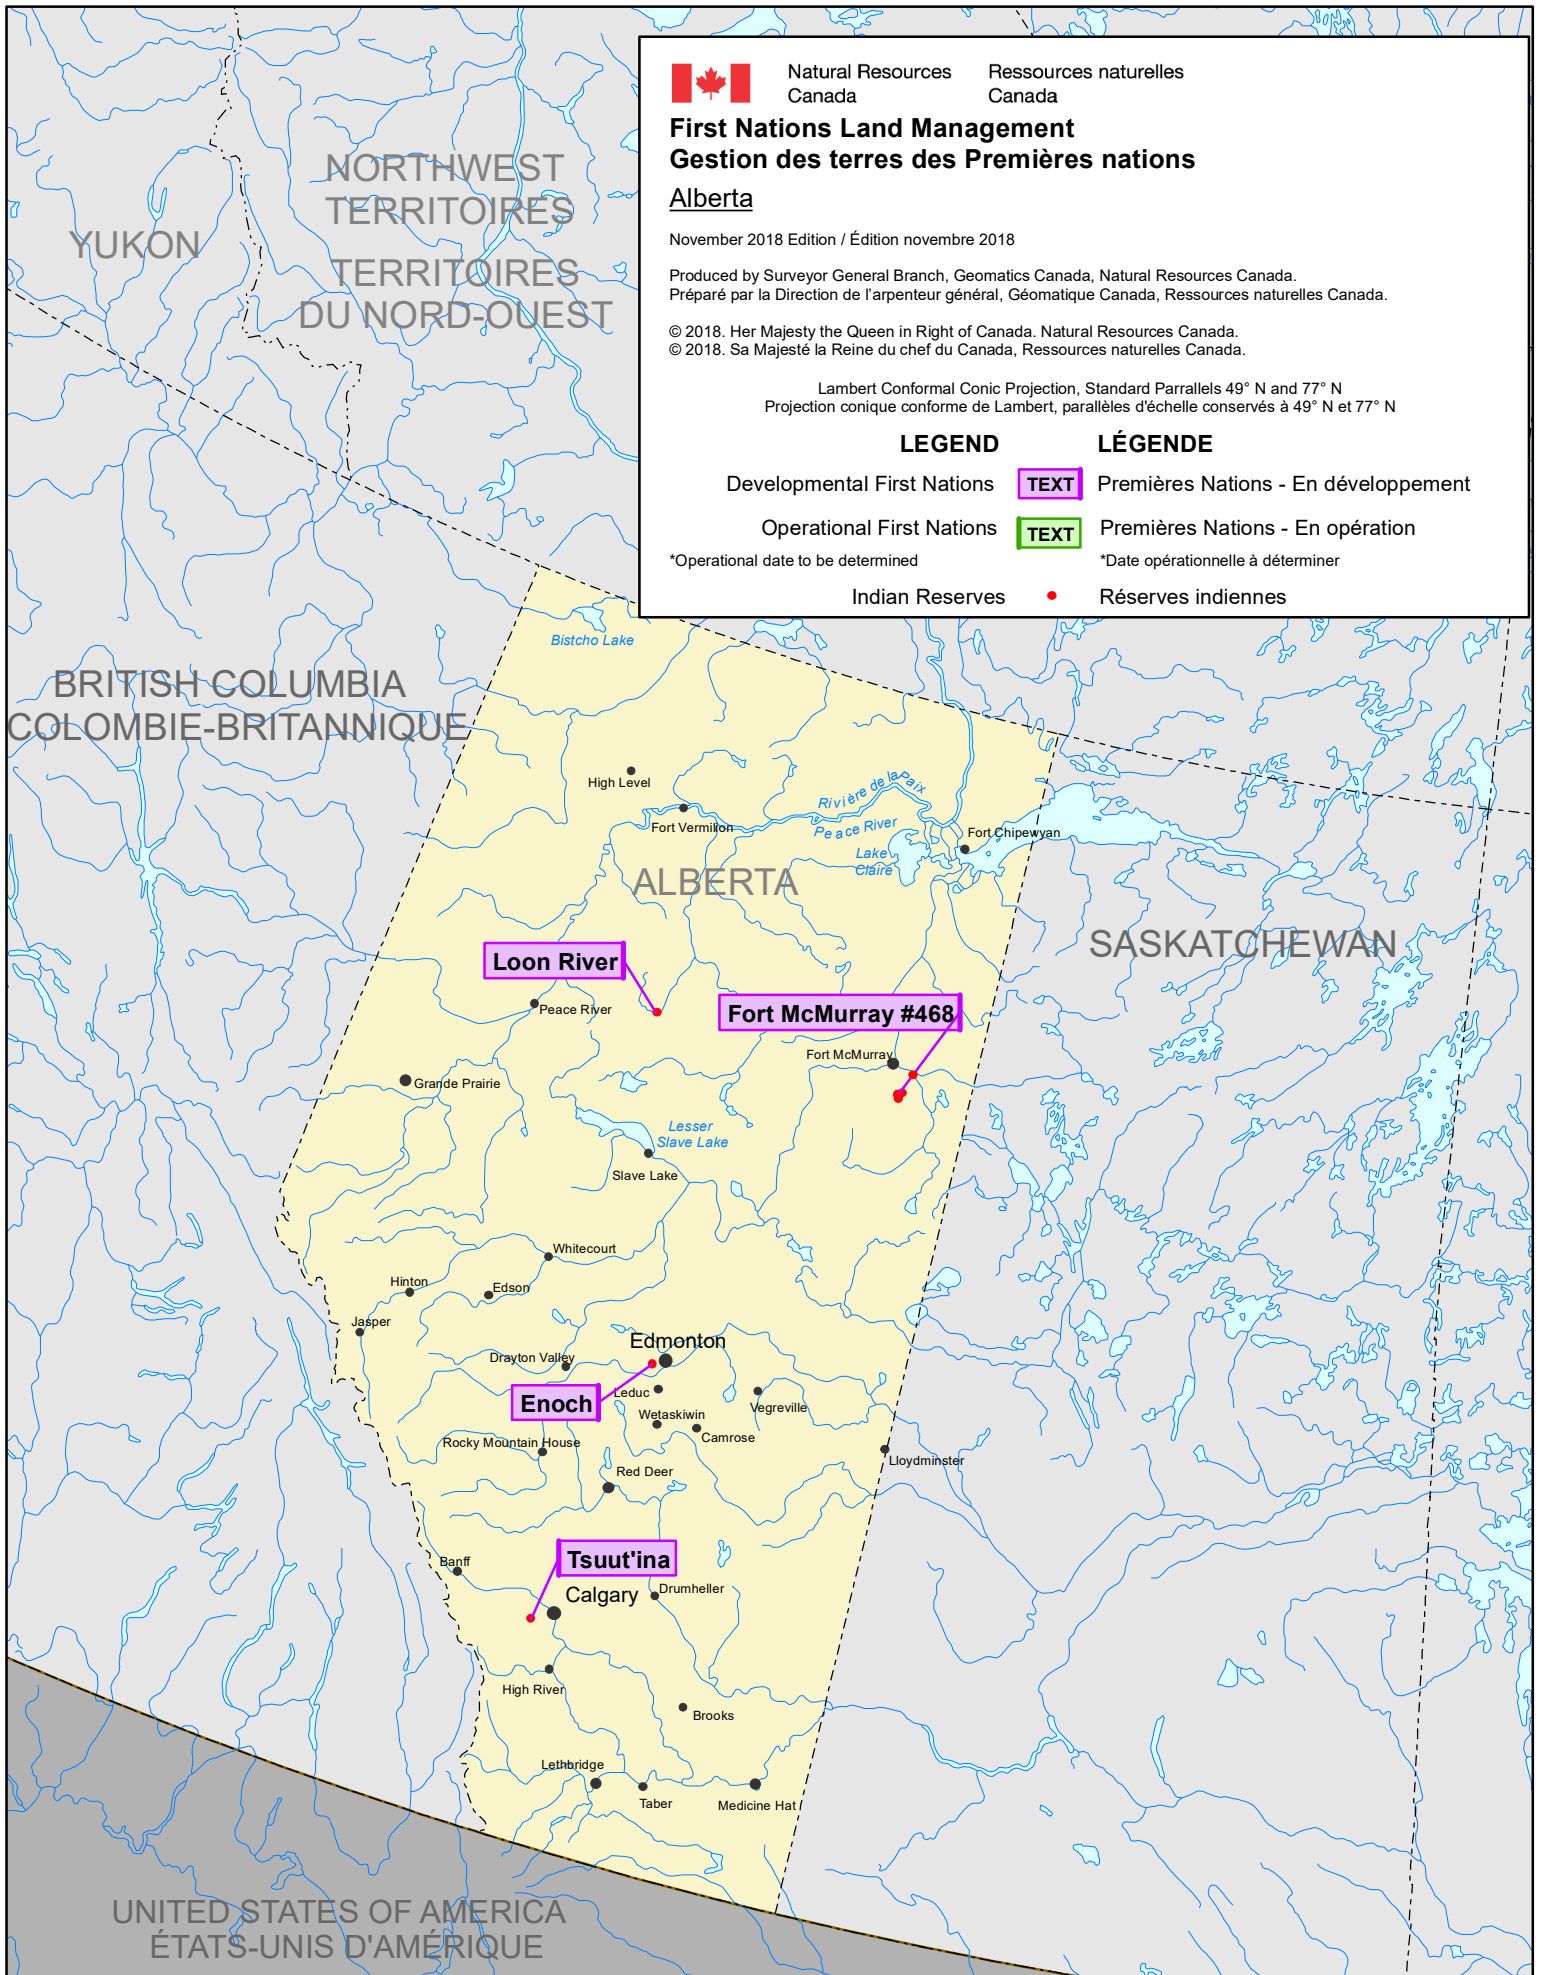 Natural Resources Canada
Ressources naturelles Canada
First Nations Land Management
Gestion des terres des Premières nations
Alberta
November 2018 Edition / Édition novembre 2018
Produced by Surveyor General Branch, Geomatics Canada, Natural Resources Canada.
Préparé par la Direction de l'arpenteur général, Géomatique Canada, Ressources naturelles Canada.
© 2018. Her Majesty the Queen in Right of Canada. Natural Resources Canada.
© 2018. Sa Majesté la Reine du chef du Canada, Ressources naturelles Canada.
Lambert Conformal Conic Projection, Standard Parrallels 49° N and 77° N
Projection conique conforme de Lambert, parallèles d'échelle conservés à 49° N et 77° N
LEGEND LÉGENDE
Developmental First Nations TEXT Premières Nations - En développement
Operational First Nations TEXT Premières Nations - En opération
*Operational date to be determined *Date opérationnelle à déterminer
Indian Reserves Réserves indiennes
NORTHWEST
TERRITOIRES
YUKON
TERRITOIRES
DU NORD-OUEST
Bistcho Lake
BRITISH COLUMBIA
COLOMBIE-BRITANNIQUE
High Level
Rivière de la Paix
Fort Vermilion
Peace River
Fort Chipewyan
Lake
Claire
ALBERTA
SASKATCHEWAN
Loon River
Peace River
Fort McMurray #468
Fort McMurray
Grande Prairie
Lesser
Slave Lake
Slave Lake
Whitecourt
Hinton
Edson
Jasper
Edmonton
Drayton Valley
Enoch
Leduc
Vegreville
Wetaskiwin
Camrose
Rocky Mountain House
Lloydminster
Red Deer
Tsuut'ina
Banff
Calgary
Drumheller
High River
Brooks
Lethbridge
Taber
Medicine Hat
UNITED STATES OF AMERICA
ÉTATS-UNIS D'AMÉRIQUE